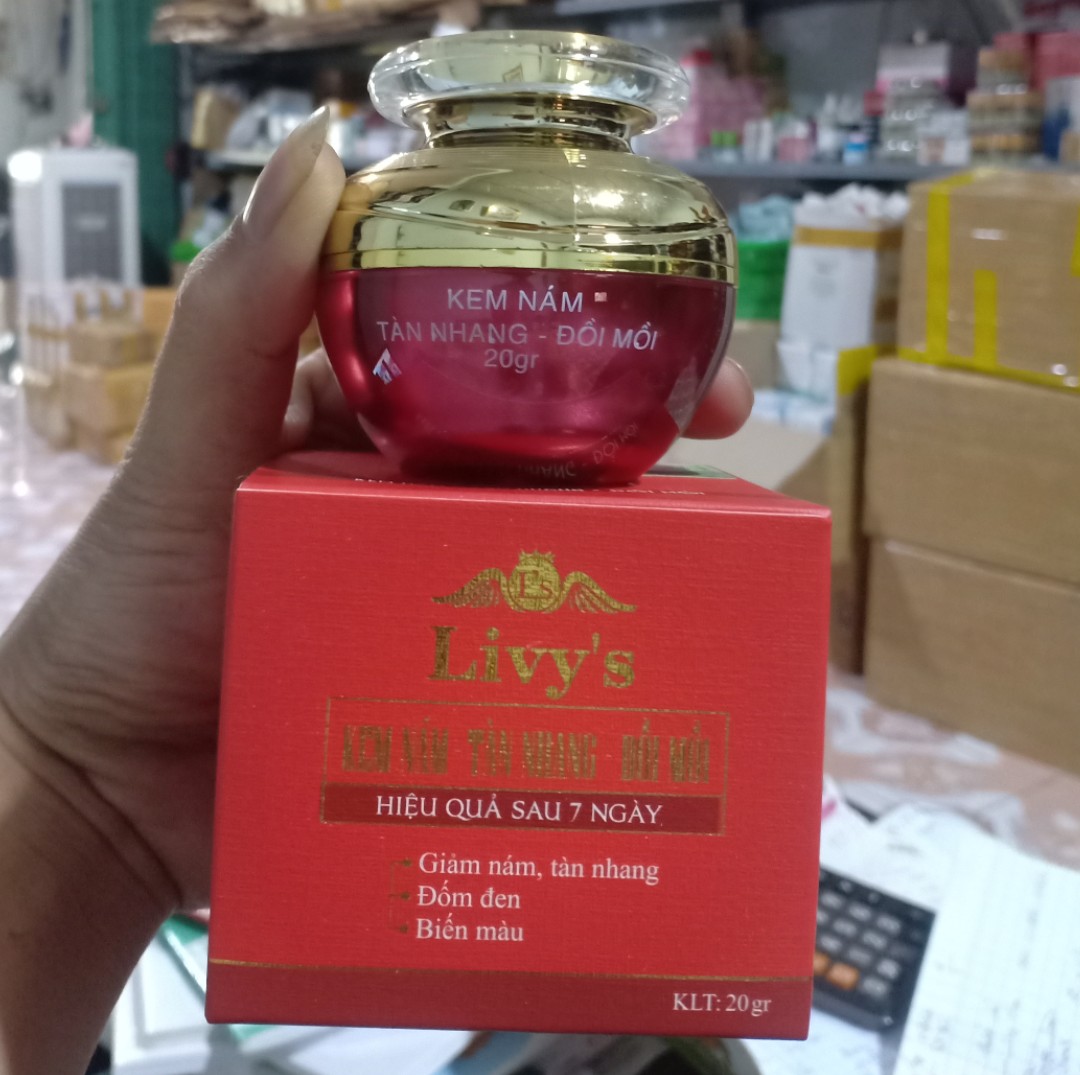 KEM NÁM
TÀN NHANG - ĐỒI MỒI
20gr
Livy's
KEM NÁM - TÀN NHANG - ĐỒI MỒI
HIỆU QUẢ SAU 7 NGÀY
Giảm nám, tàn nhang
Đốm đen
Biến màu
KLT: 20gr